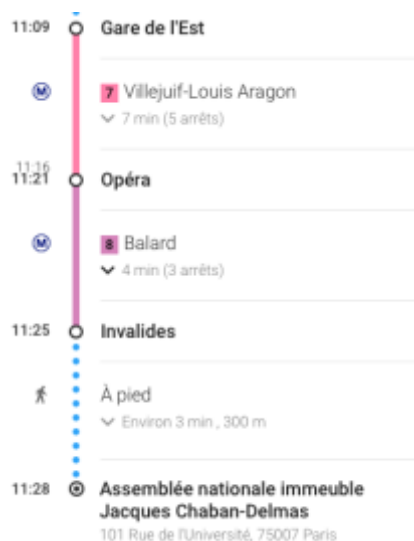 11:09 Gare de l'Est
M 7 Villejuif-Louis Aragon
7 min (5 arrêts)
11:16
11:21 Opéra
M 8 Balard
4 min (3 arrêts)
11:25 Invalides
À pied
Environ 3 min , 300 m
11:28 Assemblée nationale immeuble
Jacques Chaban-Delmas
101 Rue de l'Université, 75007 Paris